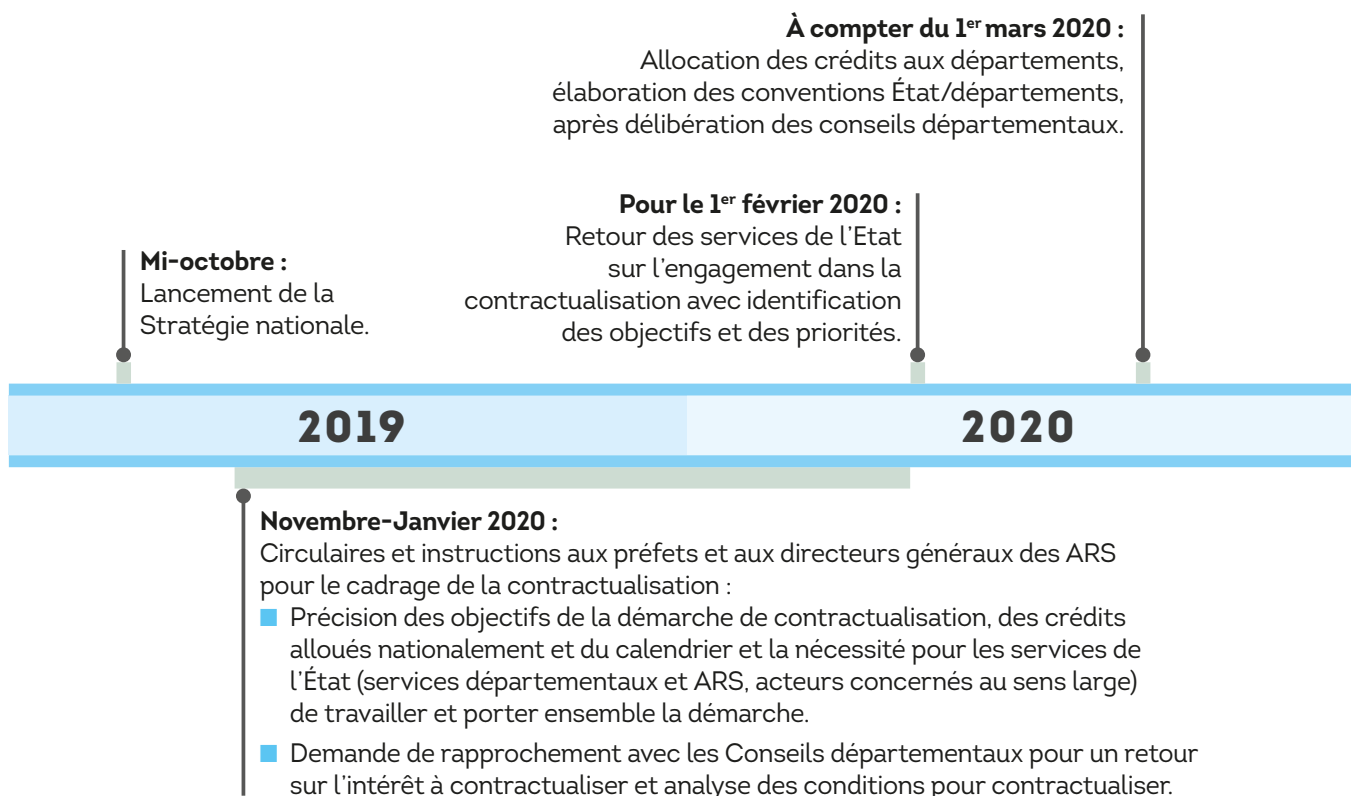 À compter du 1er mars 2020 :
Allocation des crédits aux départements,
élaboration des conventions État/départements,
après délibération des conseils départementaux.
Pour le 1er février 2020 :
Retour des services de l’Etat
sur l’engagement dans la
contractualisation avec identification
des objectifs et des priorités.
Mi-octobre :
Lancement de la
Stratégie nationale.
2019
2020
Novembre-Janvier 2020 :
Circulaires et instructions aux préfets et aux directeurs généraux des ARS
pour le cadrage de la contractualisation :
Précision des objectifs de la démarche de contractualisation, des crédits
alloués nationalement et du calendrier et la nécessité pour les services de
l’État (services départementaux et ARS, acteurs concernés au sens large)
de travailler et porter ensemble la démarche.
Demande de rapprochement avec les Conseils départementaux pour un retour
sur l’intérêt à contractualiser et analyse des conditions pour contractualiser.